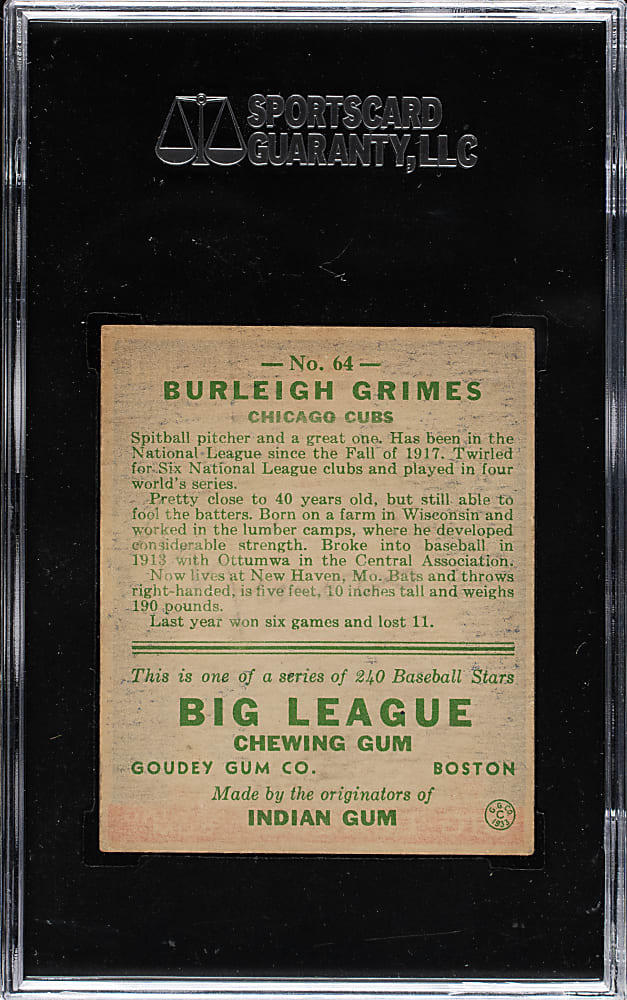 SPORTSCARD
GUARANTY, LLC
— No. 64 —
BURLEIGH GRIMES
CHICAGO CUBS
Spitball pitcher and a great one. Has been in the
National League since the Fall of 1917. Twirled
for Six National League clubs and played in four
world's series.
Pretty close to 40 years old, but still able to
fool the batters. Born on a farm in Wisconsin and
worked in the lumber camps, where he developed
considerable strength. Broke into baseball in
1913 with Ottumwa in the Central Association.
Now lives at New Haven, Mo. Bats and throws
right-handed, is five feet, 10 inches tall and weighs
190 pounds.
Last year won six games and lost 11.
This is one of a series of 240 Baseball Stars
BIG LEAGUE
CHEWING GUM
GOUDEY GUM CO. BOSTON
Made by the originators of
INDIAN GUM
G.G.CO.
C
1933